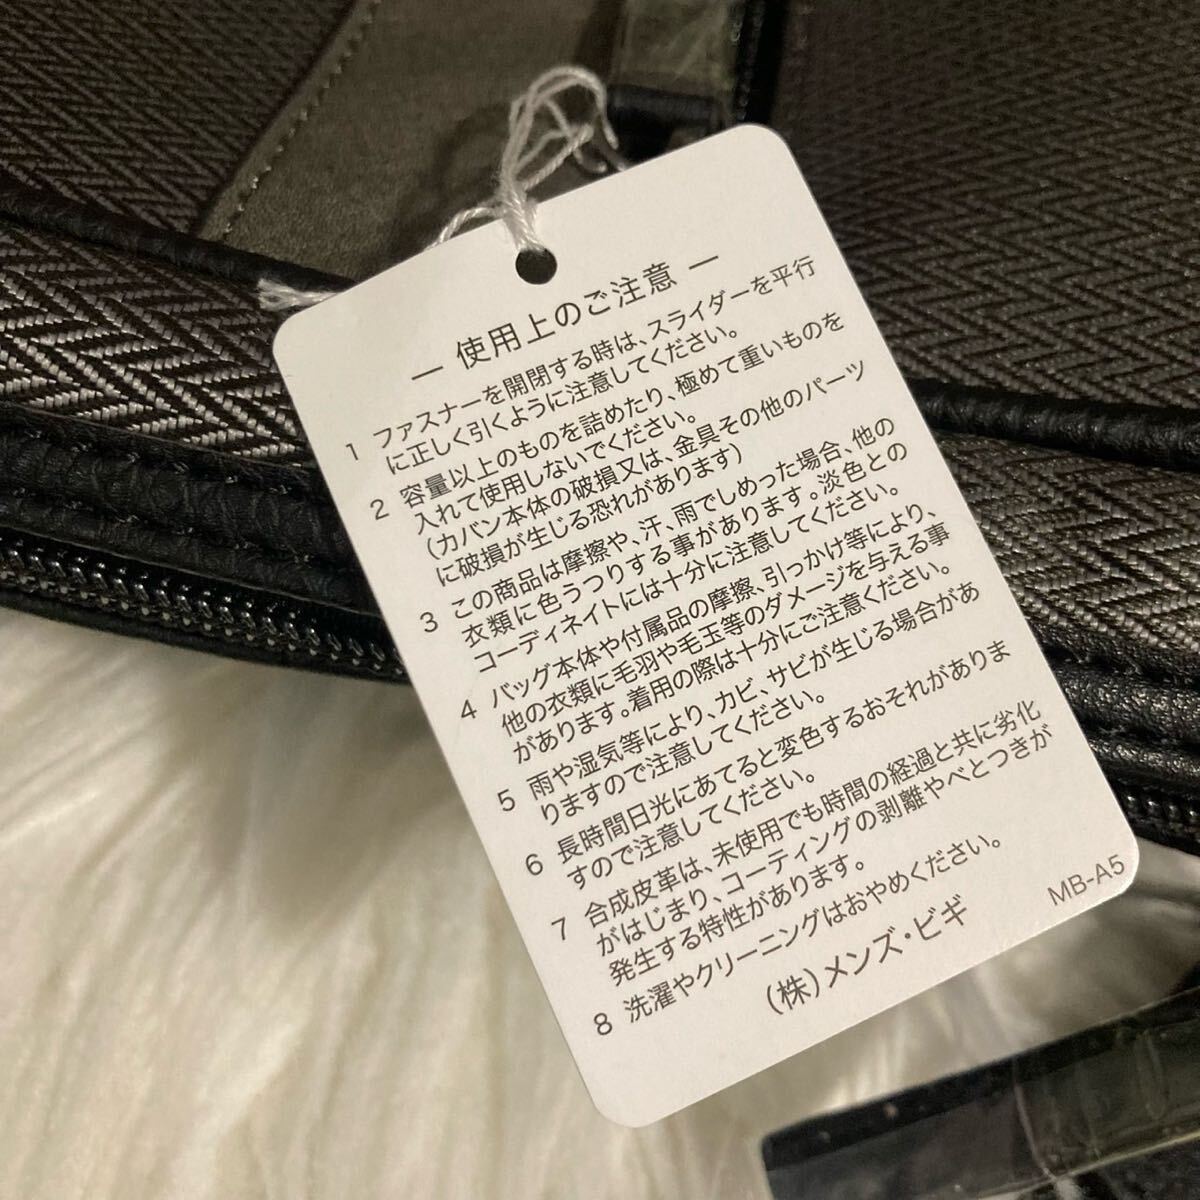 — 使用上のご注意 —
1 ファスナーを開閉する時は、スライダーを平行
に正しく引くように注意してください。
2 容量以上のものを詰めたり、極めて重いものを
入れて使用しないでください。
(カバン本体の破損又は、金具その他のパーツ
に破損が生じる恐れがあります)
3 この商品は摩擦や、汗、雨でしめった場合、他の
衣類に色うつりする事があります。淡色との
コーディネイトには十分に注意してください。
4 バッグ本体や付属品の摩擦、引っかけ等により、
他の衣類に毛羽や毛玉等のダメージを与える事
があります。着用の際は十分にご注意ください。
5 雨や湿気等により、カビ、サビが生じる場合があ
りますので注意してください。
6 長時間日光にあてると変色するおそれがありま
すので注意してください。
7 合成皮革は、未使用でも時間の経過と共に劣化
がはじまり、コーティングの剥離やべとつきが
発生する特性があります。
8 洗濯やクリーニングはおやめください。
(株)メンズ・ビギ
MB-A5